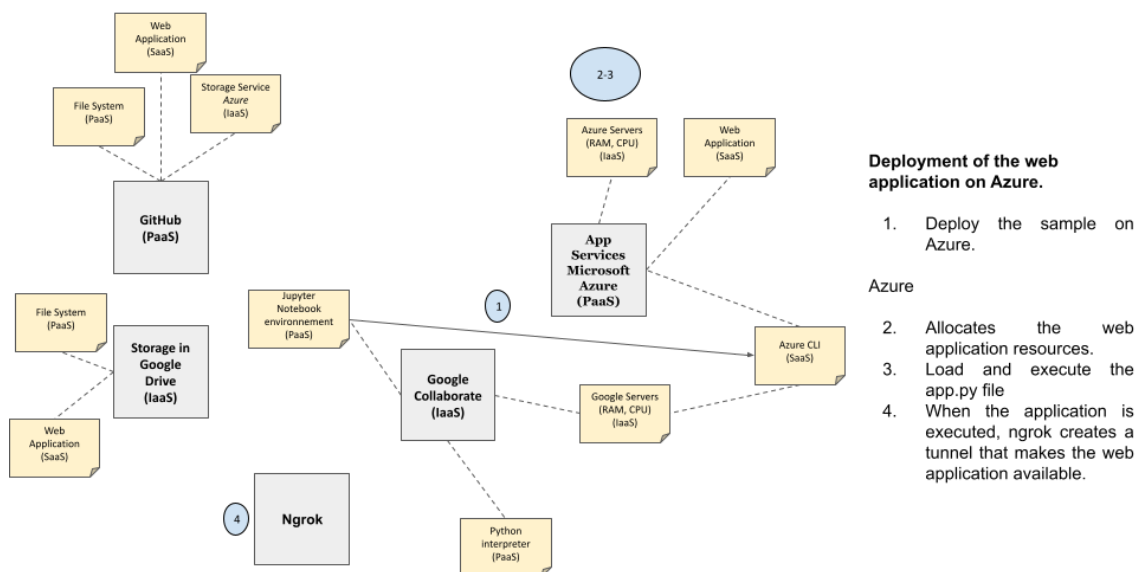 Web
Application
(SaaS)
File System
(PaaS)
Storage Service
Azure
(IaaS)
GitHub
(PaaS)
2-3
Azure Servers
(RAM, CPU)
(IaaS)
Web
Application
(SaaS)
App
Services
Microsoft
Azure
(PaaS)
File System
(PaaS)
Storage in
Google
Drive
(IaaS)
Web
Application
(SaaS)
Jupyter
Notebook
environnement
(PaaS)
1
Azure CLI
(SaaS)
Google
Collaborate
(IaaS)
Google Servers
(RAM, CPU)
(IaaS)
4
Ngrok
Python
interpreter
(PaaS)
Deployment of the web
application on Azure.
1. Deploy the sample on
Azure.
Azure
2. Allocates the web
application resources.
3. Load and execute the
app.py file
4. When the application is
executed, ngrok creates a
tunnel that makes the web
application available.